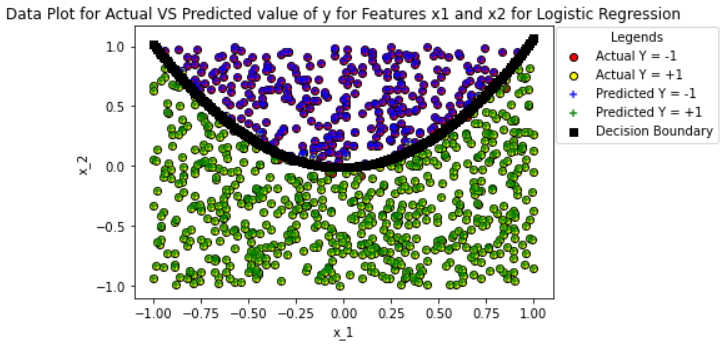 Data Plot for Actual VS Predicted value of y for Features x1 and x2 for Logistic Regression
Legends
Actual Y = -1
Actual Y = +1
Predicted Y = -1
Predicted Y = +1
Decision Boundary
x_2
1.0
0.5
0.0
−0.5
−1.0
−1.00 −0.75 −0.50 −0.25 0.00 0.25 0.50 0.75 1.00
x_1